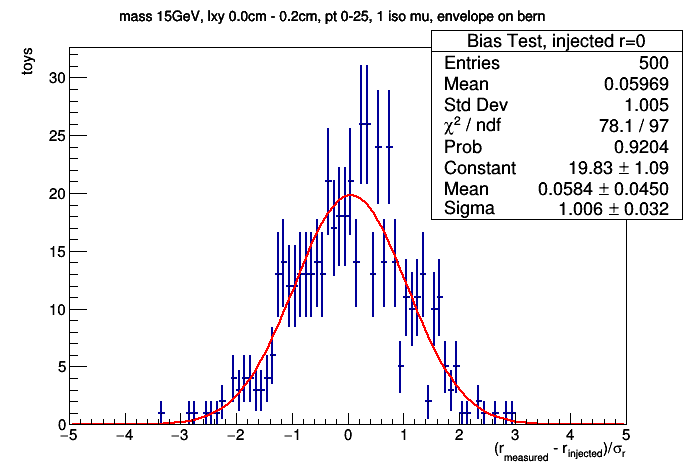 mass 15GeV, lxy 0.0cm - 0.2cm, pt 0-25, 1 iso mu, envelope on bern
Bias Test, injected r=0
Entries 500
Mean 0.05969
Std Dev 1.005
χ² / ndf 78.1 / 97
Prob 0.9204
Constant 19.83 ± 1.09
Mean 0.0584 ± 0.0450
Sigma 1.006 ± 0.032
toys
30
25
20
15
10
5
0
−5 −4 −3 −2 −1 0 1 2 3 4 5
(r_measured - r_injected)/σ_r